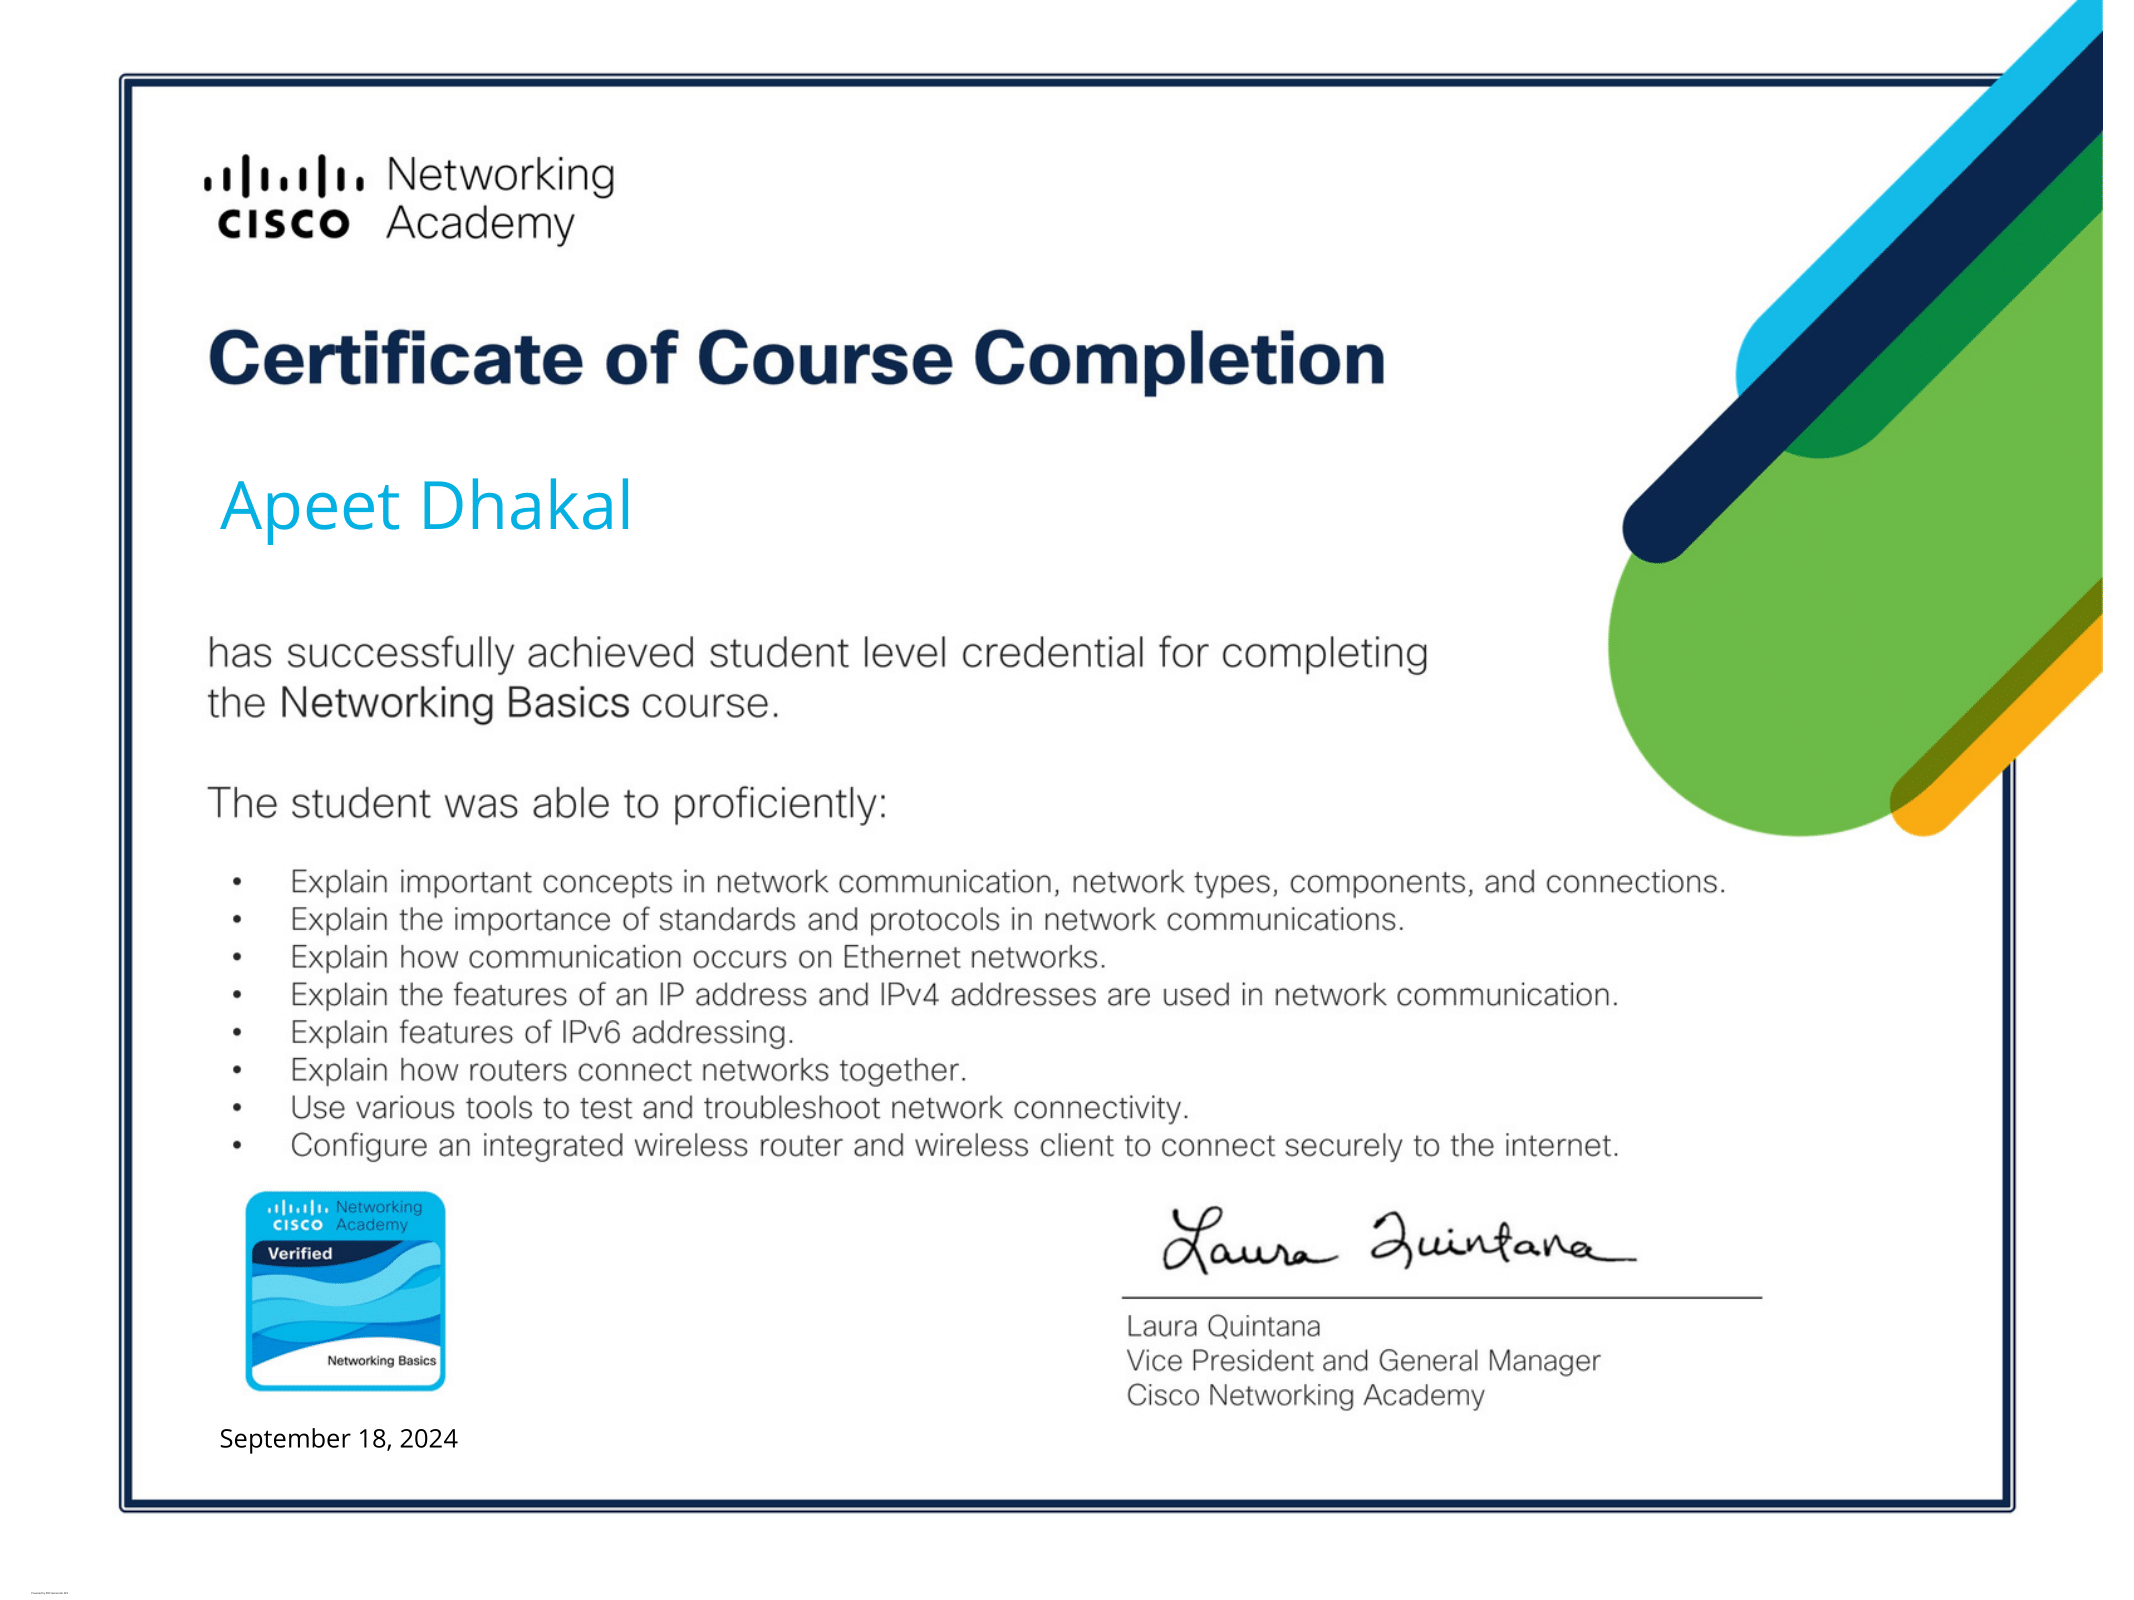 Networking
CISCO Academy
Certificate of Course Completion
Apeet Dhakal
has successfully achieved student level credential for completing
the Networking Basics course.
The student was able to proficiently:
• Explain important concepts in network communication, network types, components, and connections.
• Explain the importance of standards and protocols in network communications.
• Explain how communication occurs on Ethernet networks.
• Explain the features of an IP address and IPv4 addresses are used in network communication.
• Explain features of IPv6 addressing.
• Explain how routers connect networks together.
• Use various tools to test and troubleshoot network connectivity.
• Configure an integrated wireless router and wireless client to connect securely to the internet.
Networking
CISCO Academy
Verified
Networking Basics
Laura Quintana
Laura Quintana
Vice President and General Manager
Cisco Networking Academy
September 18, 2024